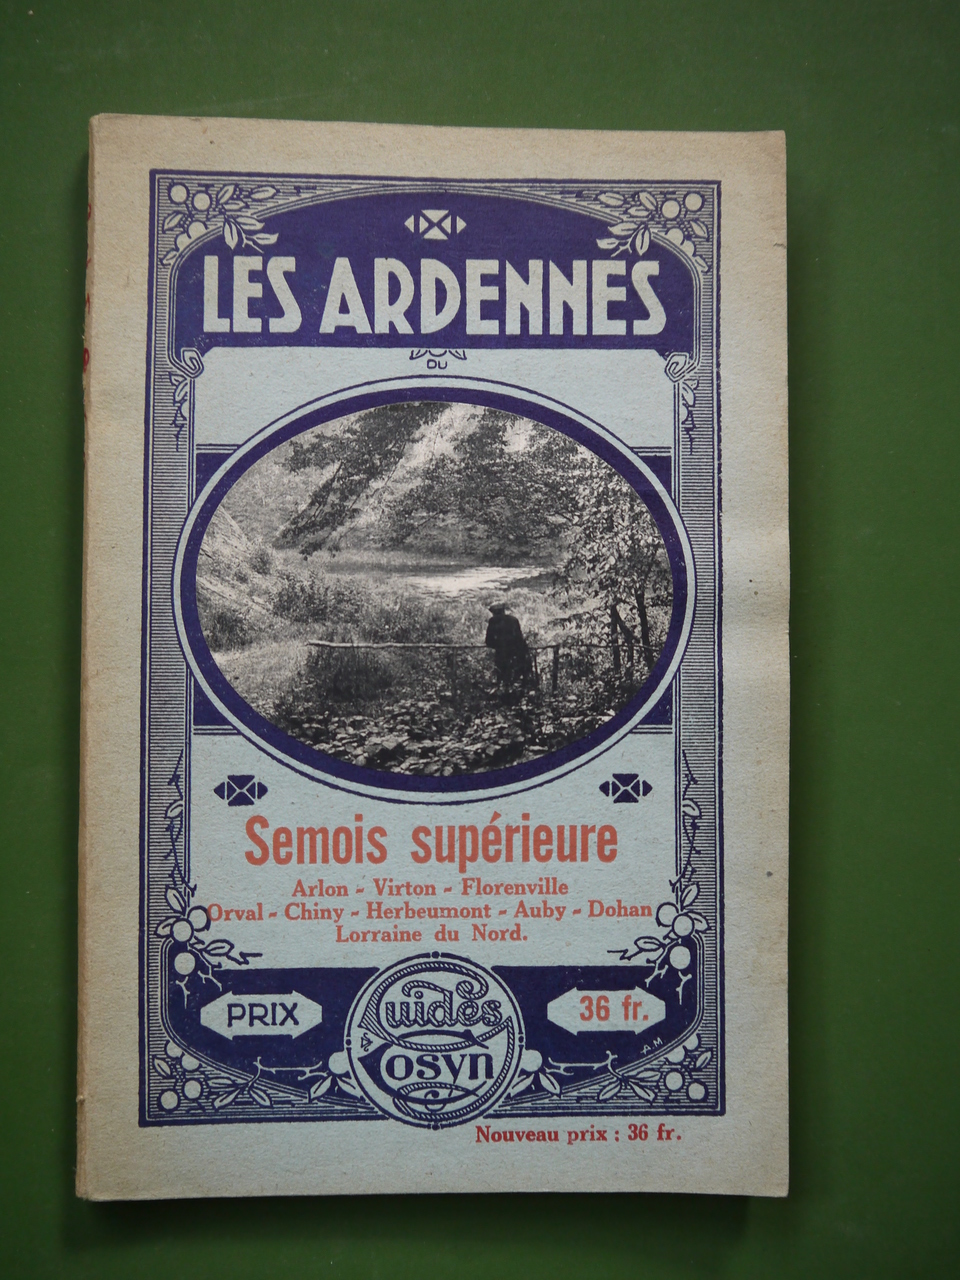 LES ARDENNES
DU
Semois supérieure
Arlon - Virton - Florenville
Orval - Chiny - Herbeumont - Auby - Dohan
Lorraine du Nord.
PRIX
Guides
Cosyn
36 fr.
A.M
Nouveau prix : 36 fr.